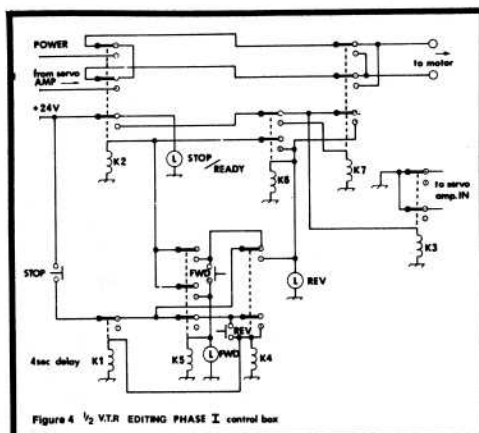 POWER
from servo
AMP
to motor
+24V
K2
L STOP
/READY
K6
K7
to servo
amp. IN
K3
STOP
FWD
L REV
REV
4sec delay
K1
K5
L FWD
K4
Figure 4 1/2 V.T.R EDITING PHASE I control box